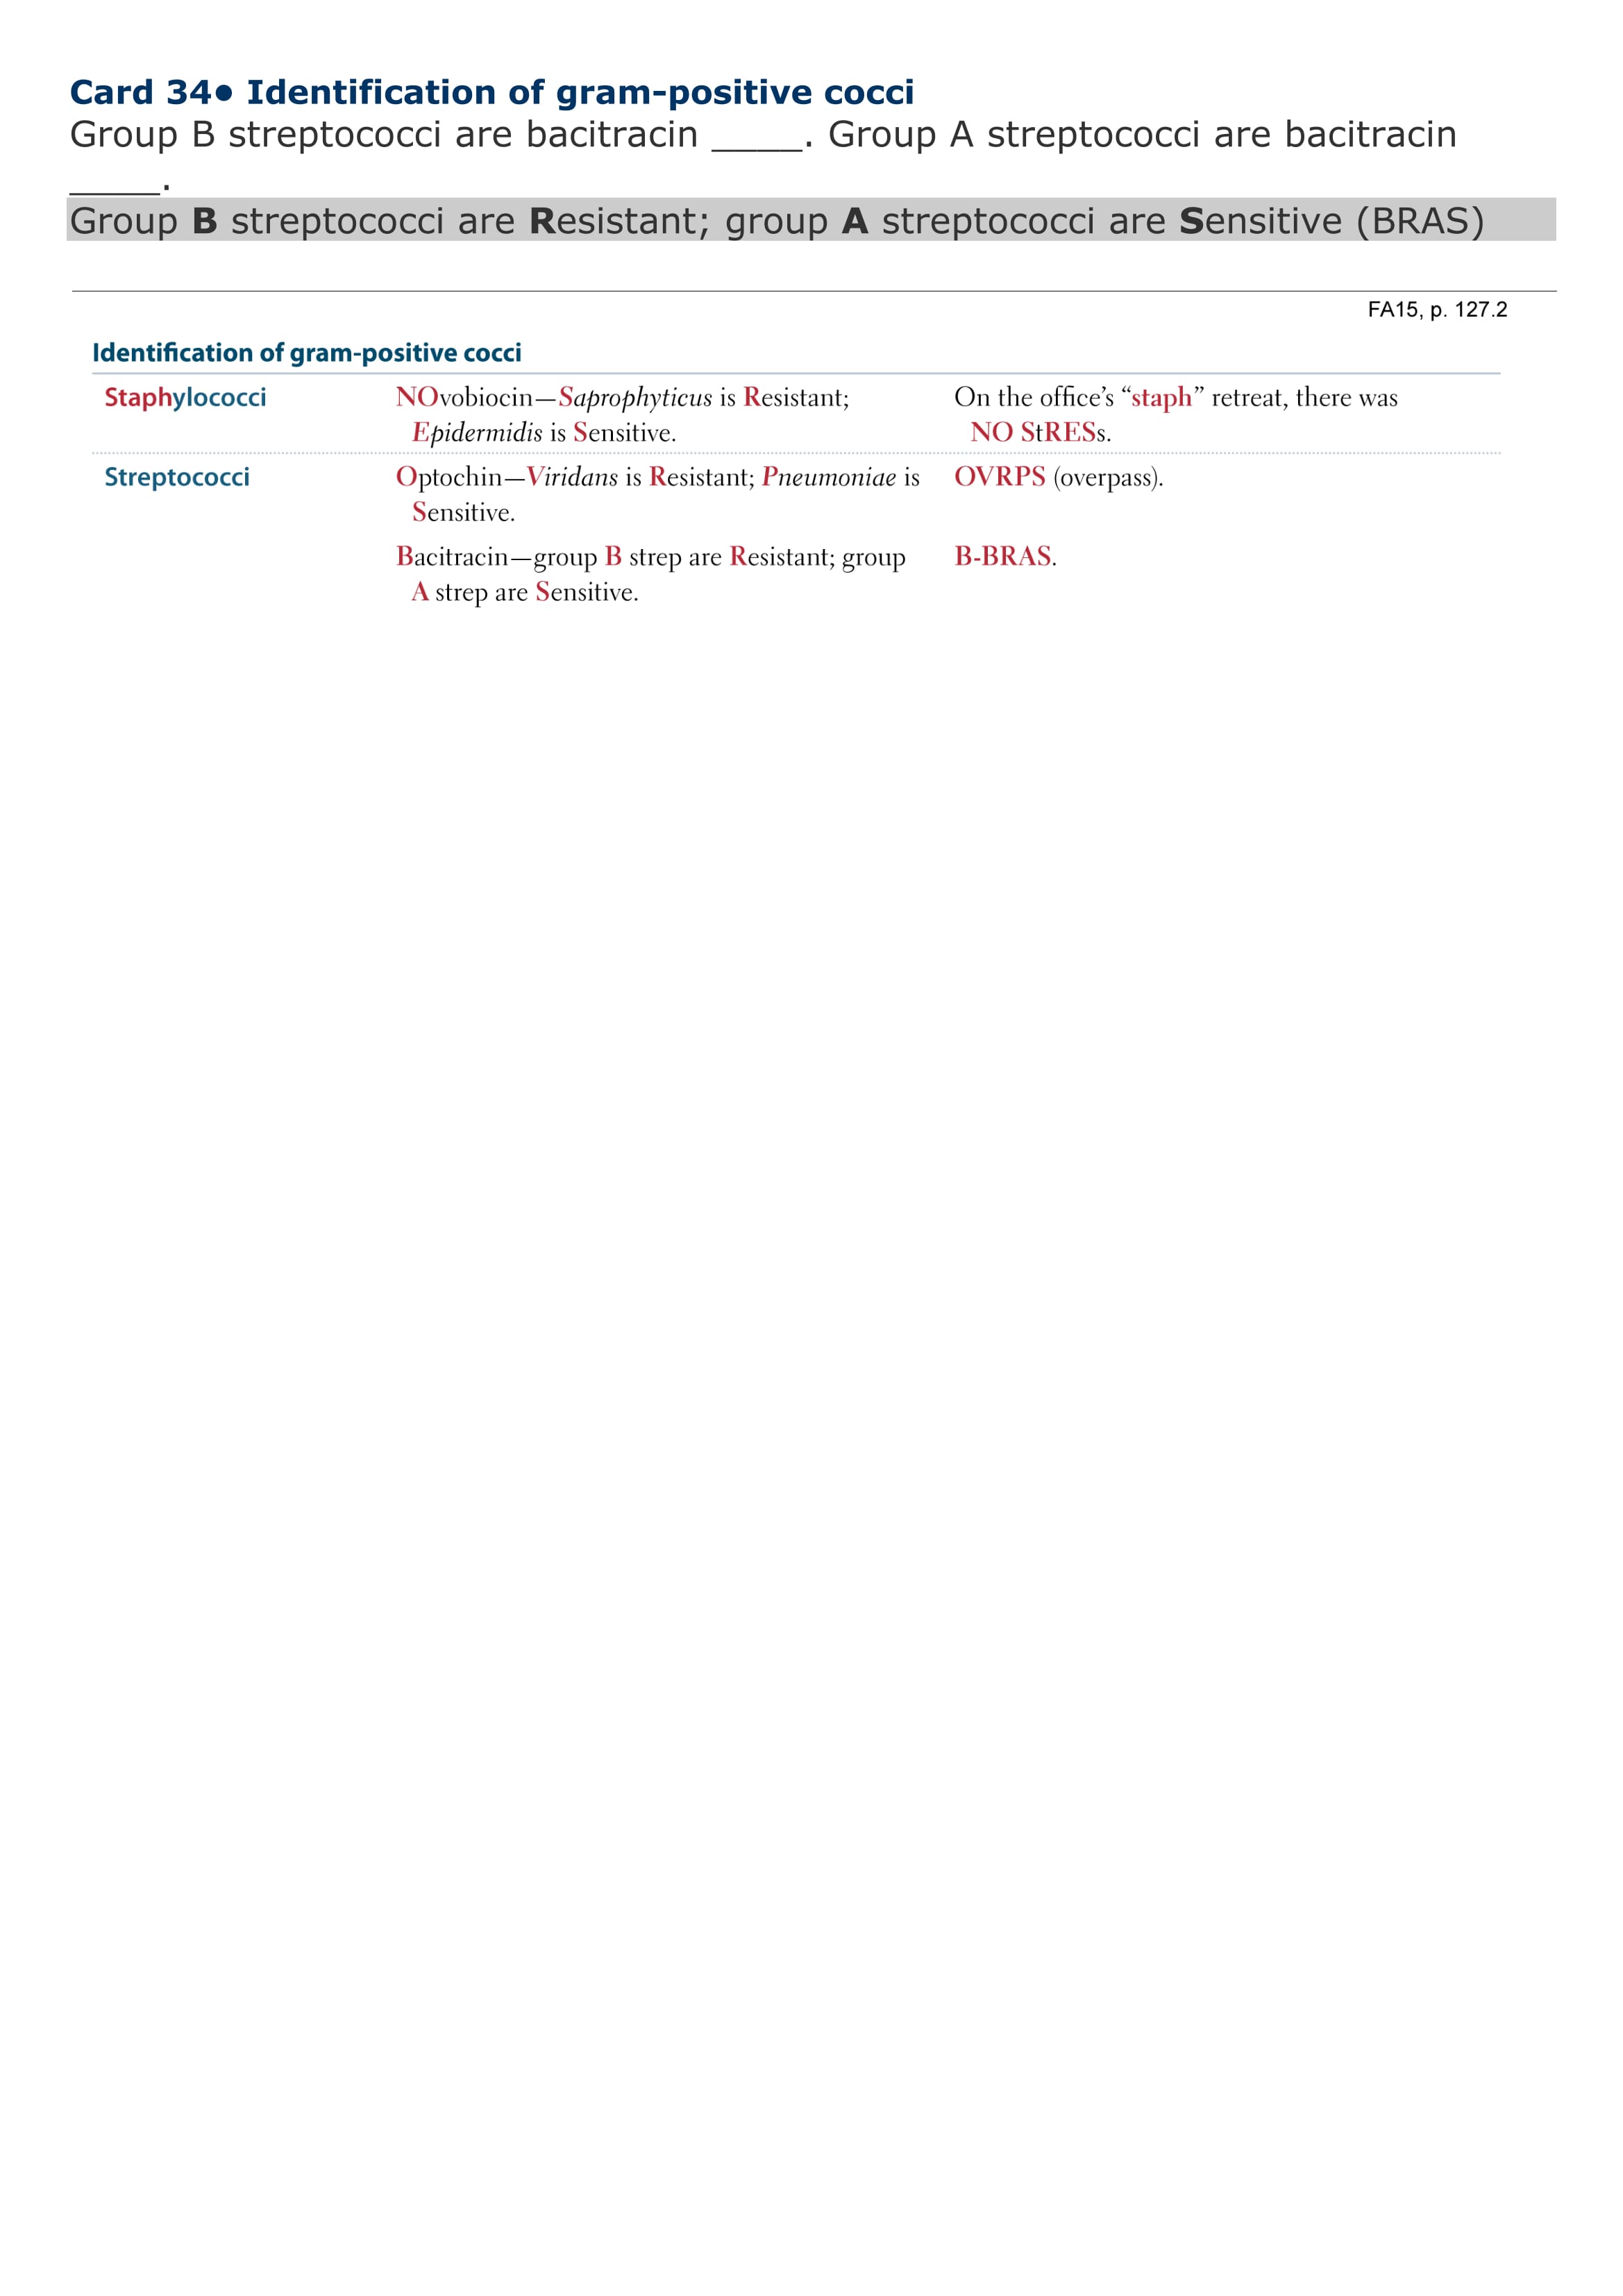 Card 34• Identification of gram-positive cocci
Group B streptococci are bacitracin ____. Group A streptococci are bacitracin
____.
Group B streptococci are Resistant; group A streptococci are Sensitive (BRAS)
FA15, p. 127.2
Identification of gram-positive cocci
Staphylococci NOvobiocin—Saprophyticus is Resistant; On the office’s “staph” retreat, there was
Epidermidis is Sensitive. NO StRESs.
Streptococci Optochin—Viridans is Resistant; Pneumoniae is OVRPS (overpass).
Sensitive.
Bacitracin—group B strep are Resistant; group B-BRAS.
A strep are Sensitive.